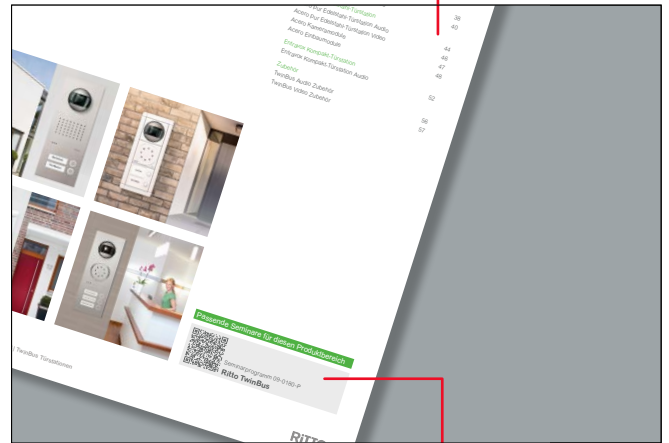 Acero pur Edelstahl-Türstation Audio 38
Acero pur Edelstahl-Türstation Video 40
Acero Kameramodule 44
Acero Einbaumodule 46
Entravox Kompakt-Türstation 47
Entravox Kompakt-Türstation Audio 48
Zubehör 52
TwinBus Audio Zubehör 56
TwinBus Video Zubehör 57
Passende Seminare für diesen Produktbereich
Seminarprogramm 09-0180-P
Ritto TwinBus
| TwinBus Türstationen
RITTO